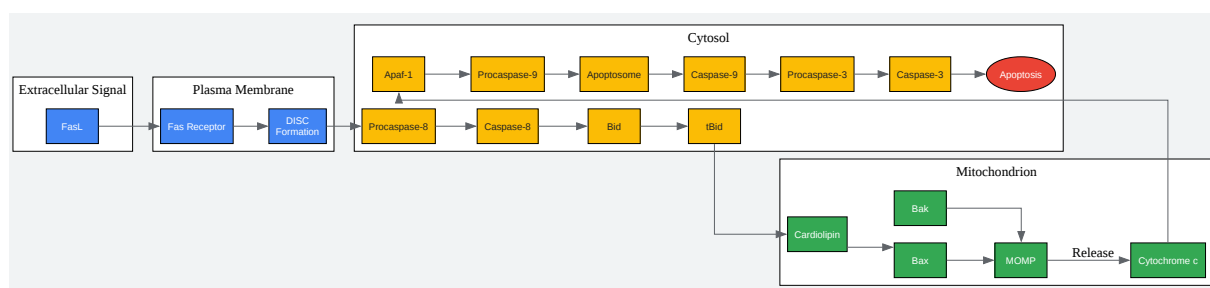 Cytosol
Apaf-1
Procaspase-9
Apoptosome
Caspase-9
Procaspase-3
Caspase-3
Apoptosis
Extracellular Signal
FasL
Plasma Membrane
Fas Receptor
DISC
Formation
Procaspase-8
Caspase-8
Bid
tBid
Mitochondrion
Cardiolipin
Bak
Bax
MOMP
Release
Cytochrome c